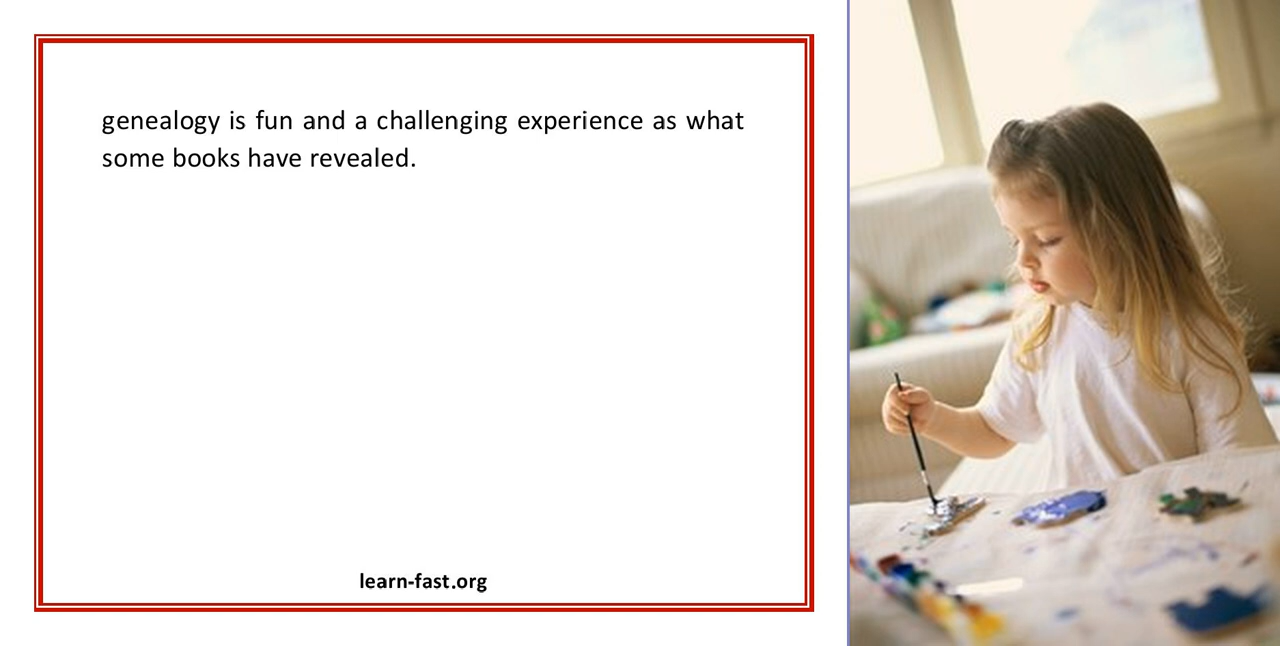 genealogy is fun and a challenging experience as what
some books have revealed.
learn-fast.org